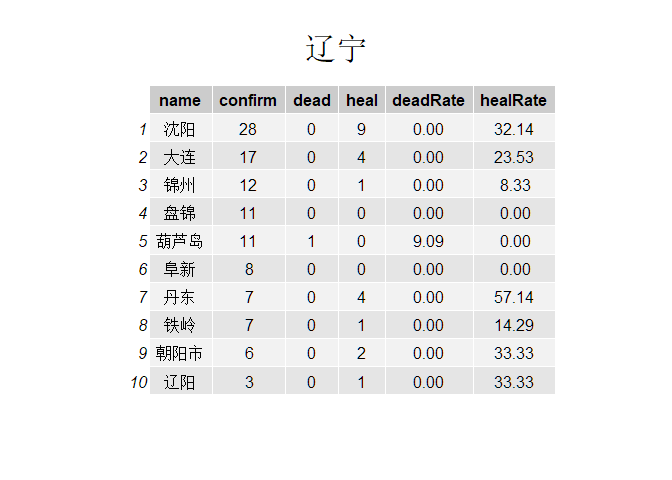 辽宁
name confirm dead heal deadRate healRate
1 沈阳 28 0 9 0.00 32.14
2 大连 17 0 4 0.00 23.53
3 锦州 12 0 1 0.00 8.33
4 盘锦 11 0 0 0.00 0.00
5 葫芦岛 11 1 0 9.09 0.00
6 阜新 8 0 0 0.00 0.00
7 丹东 7 0 4 0.00 57.14
8 铁岭 7 0 1 0.00 14.29
9 朝阳市 6 0 2 0.00 33.33
10 辽阳 3 0 1 0.00 33.33